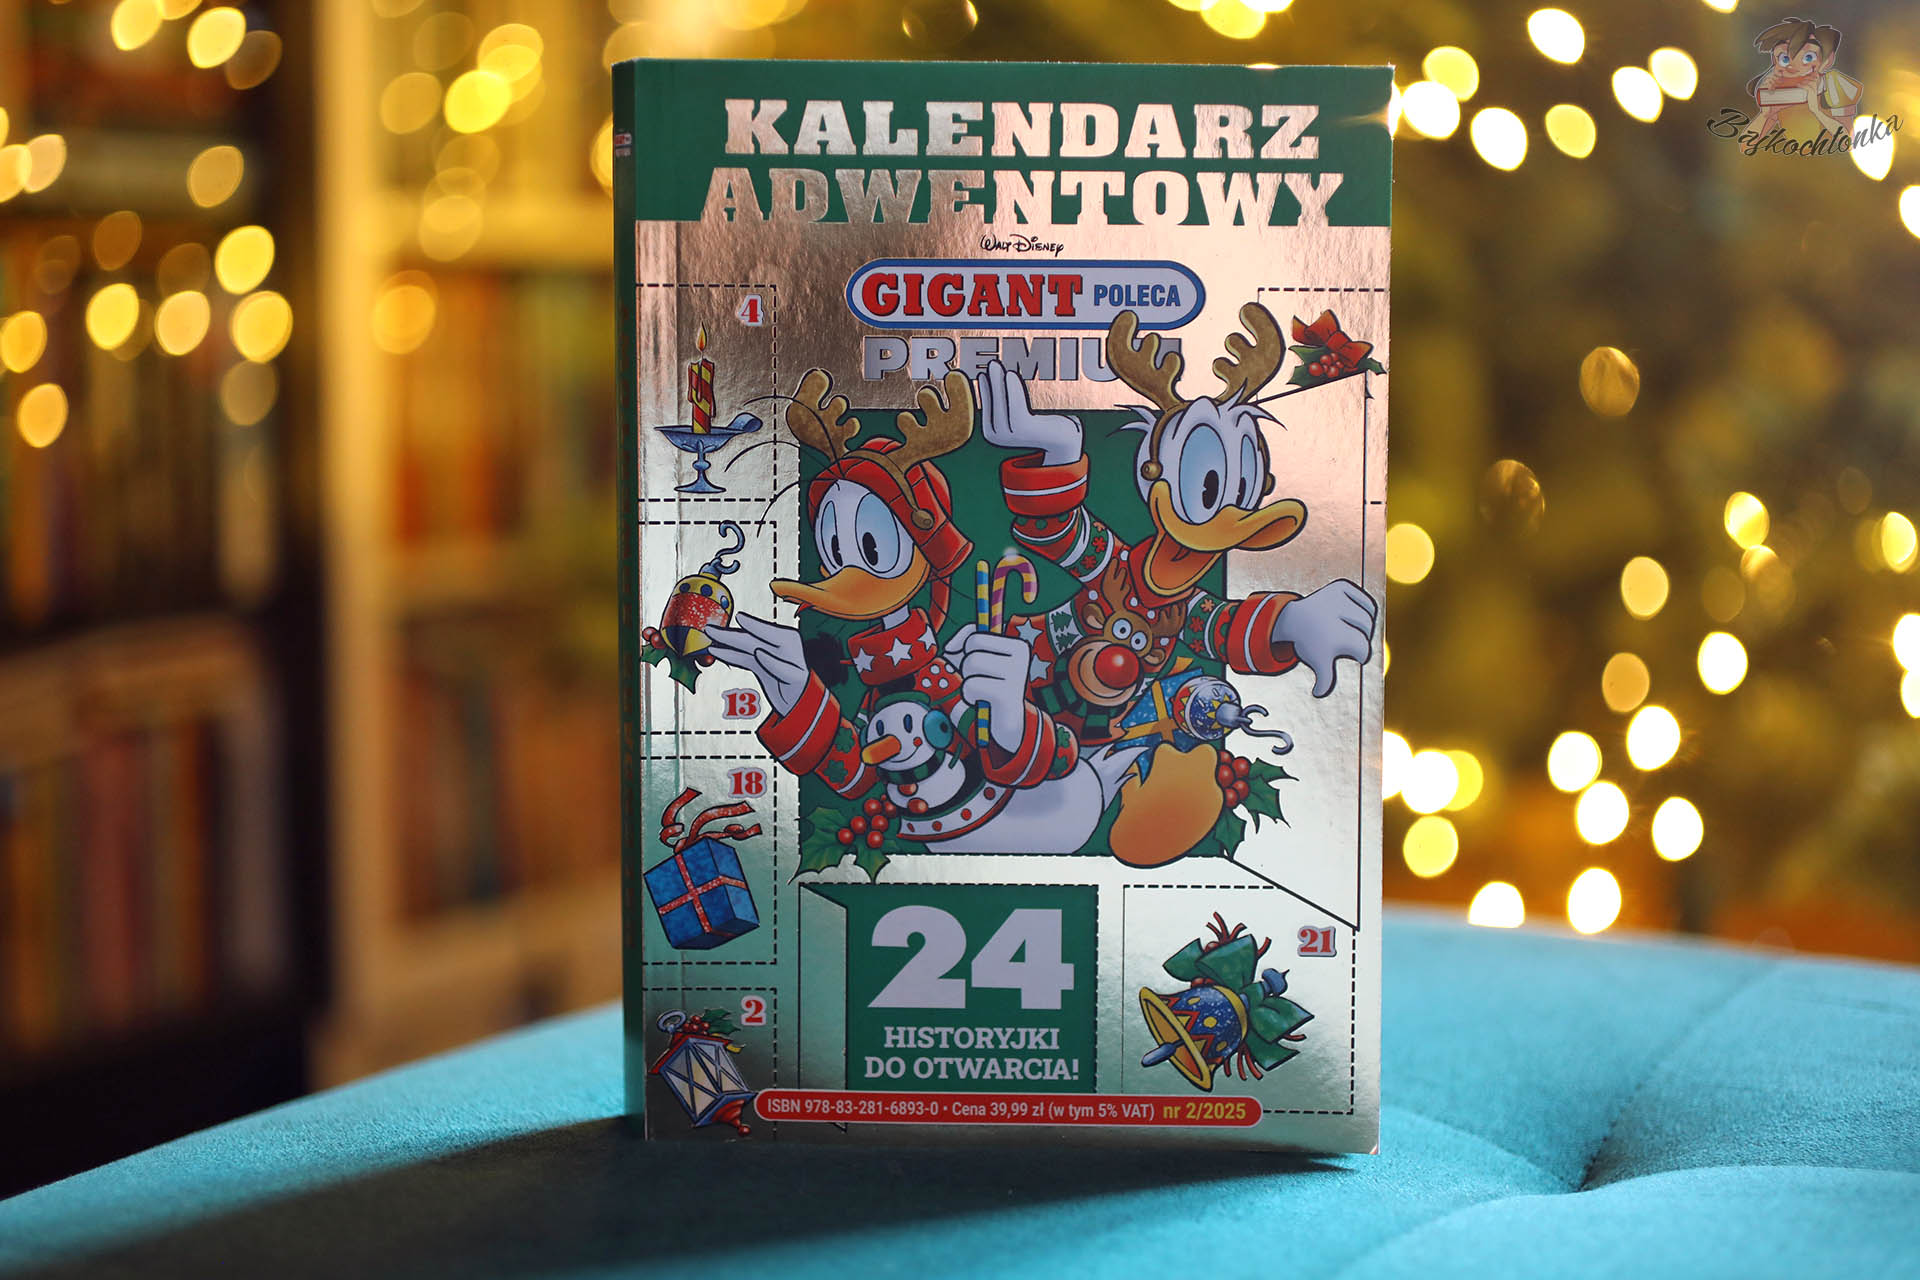 Bajkochłonka
KALENDARZ
ADWENTOWY
WALT DISNEY
GIGANT POLECA
PREMIUM
4
13
18
2
24
HISTORYJKI
DO OTWARCIA!
21
ISBN 978-83-281-6893-0 • Cena 39,99 zł (w tym 5% VAT) nr 2/2025